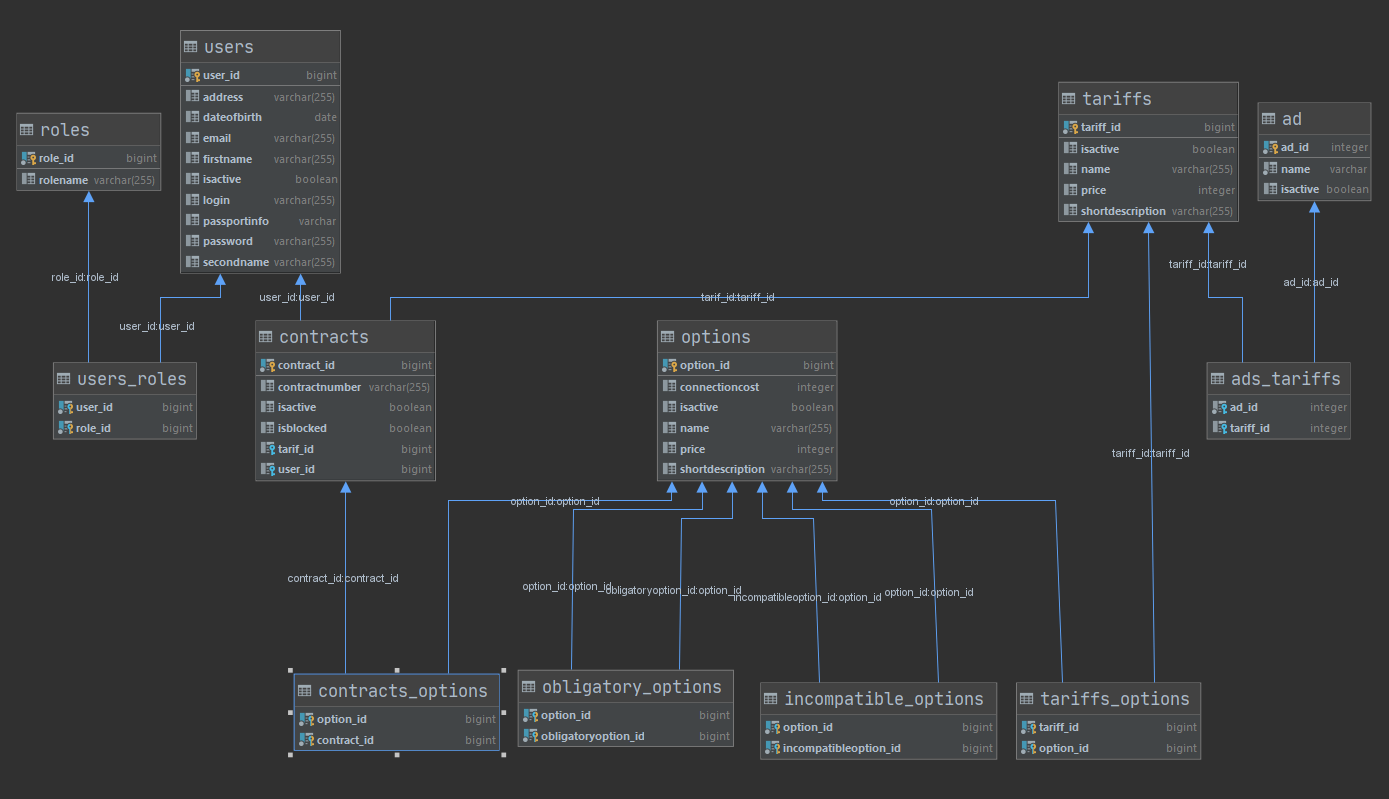 users
user_id bigint
address varchar(255)
dateofbirth date
email varchar(255)
firstname varchar(255)
isactive boolean
login varchar(255)
passportinfo varchar
password varchar(255)
secondname varchar(255)
roles
role_id bigint
rolename varchar(255)
tariffs
tariff_id bigint
isactive boolean
name varchar(255)
price integer
shortdescription varchar(255)
ad
ad_id integer
name varchar
isactive boolean
role_id:role_id
user_id:user_id
user_id:user_id
tarif_id:tariff_id
tariff_id:tariff_id
ad_id:ad_id
users_roles
user_id bigint
role_id bigint
contracts
contract_id bigint
contractnumber varchar(255)
isactive boolean
isblocked boolean
tarif_id bigint
user_id bigint
options
option_id bigint
connectioncost integer
isactive boolean
name varchar(255)
price integer
shortdescription varchar(255)
ads_tariffs
ad_id integer
tariff_id integer
tariff_id:tariff_id
option_id:option_id
option_id:option_id
contract_id:contract_id
option_id:option_id
obligatoryoption_id:option_id
incompatibleoption_id:option_id
option_id:option_id
contracts_options
option_id bigint
contract_id bigint
obligatory_options
option_id bigint
obligatoryoption_id bigint
incompatible_options
option_id bigint
incompatibleoption_id bigint
tariffs_options
tariff_id bigint
option_id bigint